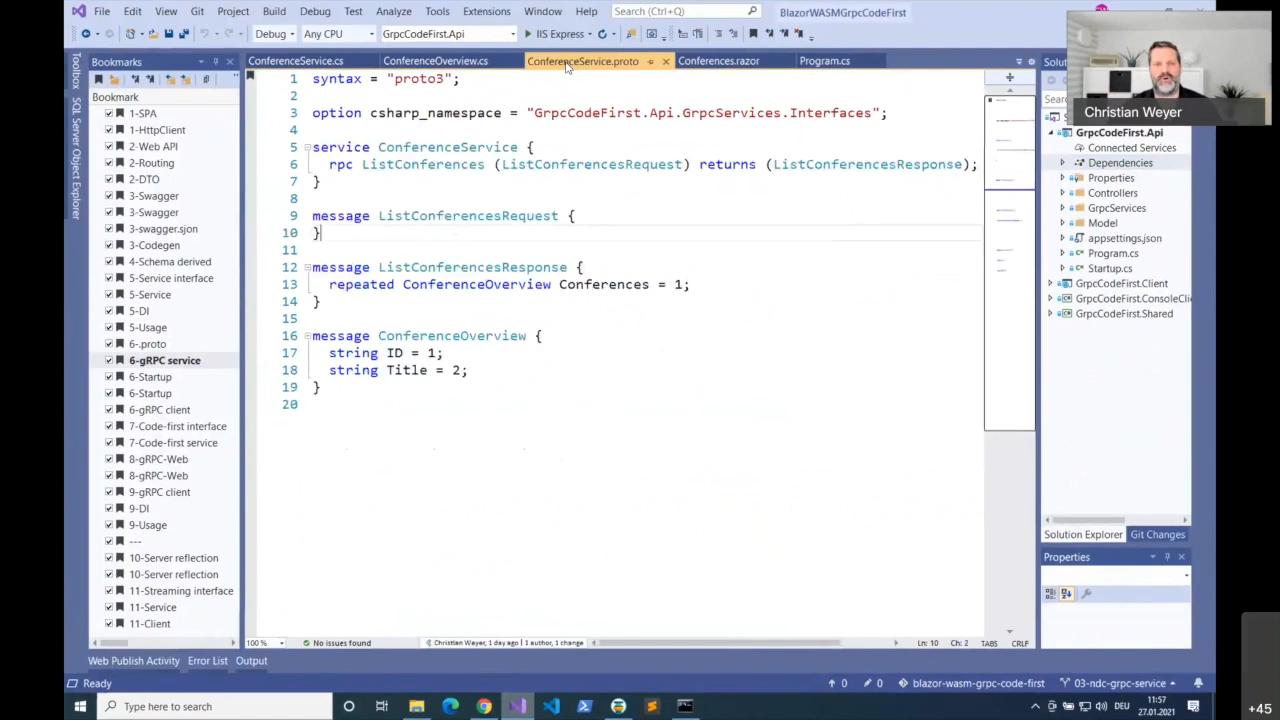 File Edit View Git Project Build Debug Test Analyze Tools Extensions Window Help Search (Ctrl+Q) BlazorWASMGrpcCodeFirst
Debug Any CPU GrpcCodeFirst.Api IIS Express
Toolbox
SQL Server Object Explorer
Bookmarks
Bookmark
1-SPA
1-HttpClient
2-Web API
2-Routing
2-DTO
3-Swagger
3-Swagger
3-swagger.sjon
3-Codegen
4-Schema derived
5-Service interface
5-Service
5-DI
5-Usage
6-.proto
6-gRPC service
6-Startup
6-Startup
6-gRPC client
7-Code-first interface
7-Code-first service
8-gRPC-Web
8-gRPC-Web
9-gRPC client
9-DI
9-Usage
---
10-Server reflection
10-Server reflection
11-Streaming interface
11-Service
11-Client
ConferenceService.cs ConferenceOverview.cs ConferenceService.proto Conferences.razor Program.cs
1 syntax = "proto3";
2
3 option csharp_namespace = "GrpcCodeFirst.Api.GrpcServices.Interfaces";
4
5 service ConferenceService {
6 rpc ListConferences (ListConferencesRequest) returns (ListConferencesResponse);
7 }
8
9 message ListConferencesRequest {
10 }
11
12 message ListConferencesResponse {
13 repeated ConferenceOverview Conferences = 1;
14 }
15
16 message ConferenceOverview {
17 string ID = 1;
18 string Title = 2;
19 }
20
100 % No issues found Christian Weyer, 1 day ago | 1 author, 1 change Ln: 10 Ch: 2 TABS CRLF
Christian Weyer
GrpcCodeFirst.Api
Connected Services
Dependencies
Properties
Controllers
GrpcServices
Model
appsettings.json
Program.cs
Startup.cs
GrpcCodeFirst.Client
GrpcCodeFirst.ConsoleCli
GrpcCodeFirst.Shared
Solution Explorer Git Changes
Properties
Web Publish Activity Error List Output
Ready 0 0 blazor-wasm-grpc-code-first 03-ndc-grpc-service
Type here to search DEU 11:57
27.01.2021
+45